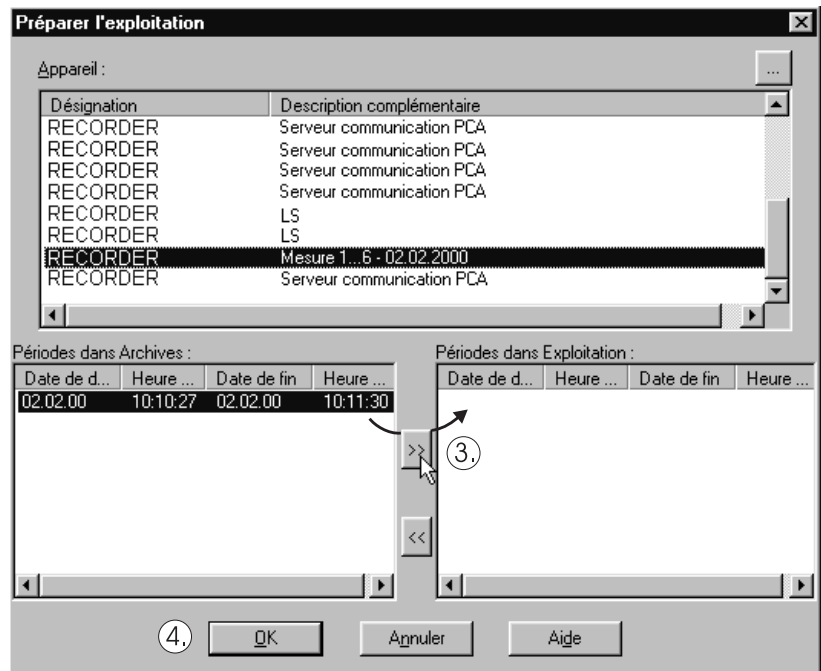 Préparer l'exploitation
Appareil :
...
Désignation Description complémentaire
RECORDER Serveur communication PCA
RECORDER Serveur communication PCA
RECORDER Serveur communication PCA
RECORDER Serveur communication PCA
RECORDER LS
RECORDER LS
RECORDER Mesure 1...6 - 02.02.2000
RECORDER Serveur communication PCA
Périodes dans Archives : Périodes dans Exploitation :
Date de d... Heure ... Date de fin Heure ... Date de d... Heure ... Date de fin Heure ...
02.02.00 10:10:27 02.02.00 10:11:30
>> 3.
<<
4. OK Annuler Aide